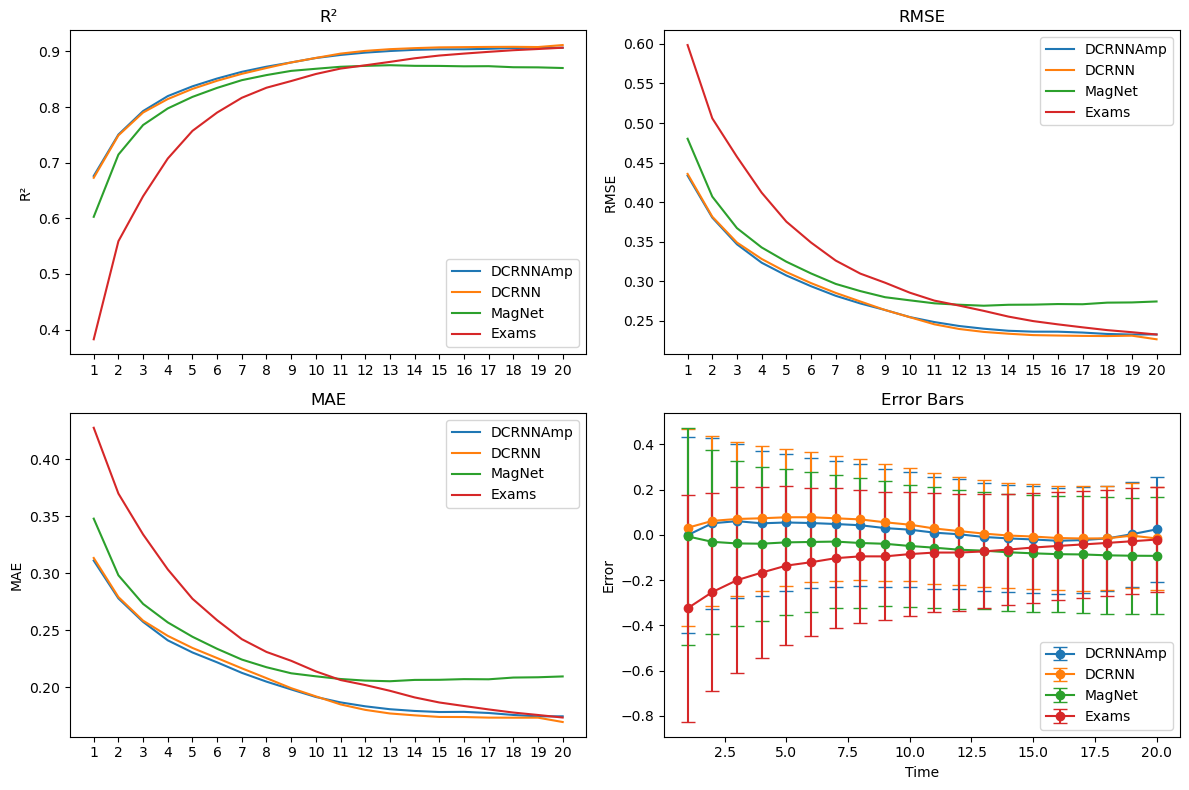 R²
R²
0.9
0.8
0.7
0.6
0.5
0.4
DCRNNAmp
DCRNN
MagNet
Exams
1 2 3 4 5 6 7 8 9 10 11 12 13 14 15 16 17 18 19 20
RMSE
RMSE
0.60
0.55
0.50
0.45
0.40
0.35
0.30
0.25
DCRNNAmp
DCRNN
MagNet
Exams
1 2 3 4 5 6 7 8 9 10 11 12 13 14 15 16 17 18 19 20
MAE
MAE
0.40
0.35
0.30
0.25
0.20
DCRNNAmp
DCRNN
MagNet
Exams
1 2 3 4 5 6 7 8 9 10 11 12 13 14 15 16 17 18 19 20
Error Bars
Error
0.4
0.2
0.0
−0.2
−0.4
−0.6
−0.8
DCRNNAmp
DCRNN
MagNet
Exams
2.5 5.0 7.5 10.0 12.5 15.0 17.5 20.0
Time